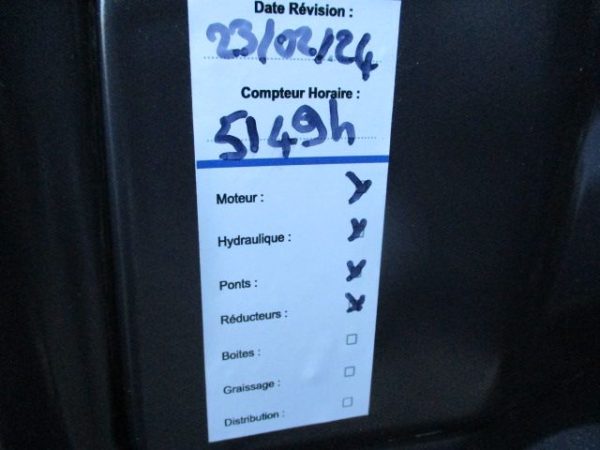 Date Révision :
23/02/24
Compteur Horaire :
5149h
Moteur : x
Hydraulique : x
Ponts : x
Réducteurs : x
Boites : ☐
Graissage : ☐
Distribution : ☐